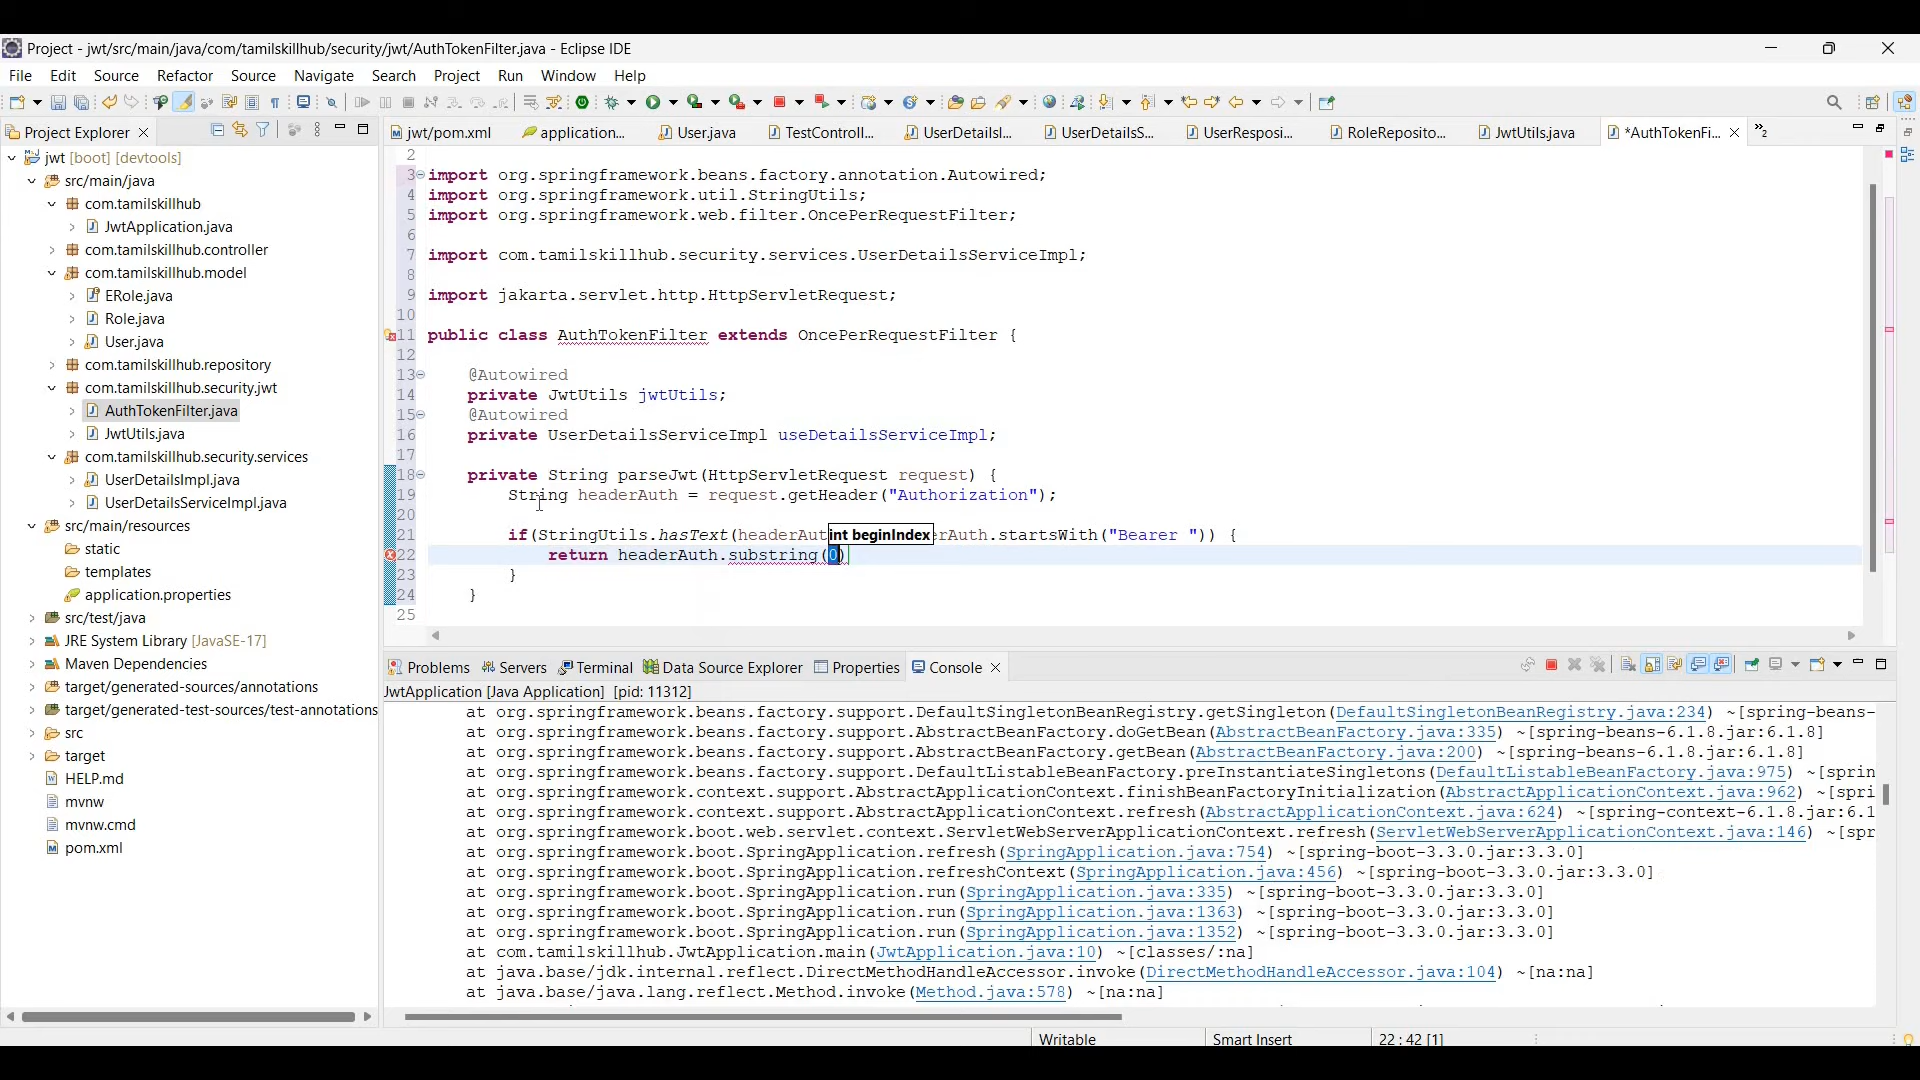 Project - jwt/src/main/java/com/tamilskillhub/security/jwt/AuthTokenFilter.java - Eclipse IDE
File Edit Source Refactor Source Navigate Search Project Run Window Help
Project Explorer
jwt [boot] [devtools]
src/main/java
com.tamilskillhub
JwtApplication.java
com.tamilskillhub.controller
com.tamilskillhub.model
ERole.java
Role.java
User.java
com.tamilskillhub.repository
com.tamilskillhub.security.jwt
AuthTokenFilter.java
JwtUtils.java
com.tamilskillhub.security.services
UserDetailsImpl.java
UserDetailsServiceImpl.java
src/main/resources
static
templates
application.properties
src/test/java
JRE System Library [JavaSE-17]
Maven Dependencies
target/generated-sources/annotations
target/generated-test-sources/test-annotations
src
target
HELP.md
mvnw
mvnw.cmd
pom.xml
jwt/pom.xml application... User.java TestControll... UserDetailsI... UserDetailsS... UserResposi... RoleReposito... JwtUtils.java *AuthTokenFi... »2
2
3 import org.springframework.beans.factory.annotation.Autowired;
4 import org.springframework.util.StringUtils;
5 import org.springframework.web.filter.OncePerRequestFilter;
6
7 import com.tamilskillhub.security.services.UserDetailsServiceImpl;
8
9 import jakarta.servlet.http.HttpServletRequest;
10
11 public class AuthTokenFilter extends OncePerRequestFilter {
12
13 @Autowired
14 private JwtUtils jwtUtils;
15 @Autowired
16 private UserDetailsServiceImpl useDetailsServiceImpl;
17
18 private String parseJwt(HttpServletRequest request) {
19 String headerAuth = request.getHeader("Authorization");
20
21 if(StringUtils.hasText(headerAut int beginIndex erAuth.startsWith("Bearer ")) {
22 return headerAuth.substring(0)
23 }
24 }
25
Problems Servers Terminal Data Source Explorer Properties Console
JwtApplication [Java Application] [pid: 11312]
at org.springframework.beans.factory.support.DefaultSingletonBeanRegistry.getSingleton(DefaultSingletonBeanRegistry.java:234) ~[spring-beans-
at org.springframework.beans.factory.support.AbstractBeanFactory.doGetBean(AbstractBeanFactory.java:335) ~[spring-beans-6.1.8.jar:6.1.8]
at org.springframework.beans.factory.support.AbstractBeanFactory.getBean(AbstractBeanFactory.java:200) ~[spring-beans-6.1.8.jar:6.1.8]
at org.springframework.beans.factory.support.DefaultListableBeanFactory.preInstantiateSingletons(DefaultListableBeanFactory.java:975) ~[sprin
at org.springframework.context.support.AbstractApplicationContext.finishBeanFactoryInitialization(AbstractApplicationContext.java:962) ~[spri
at org.springframework.context.support.AbstractApplicationContext.refresh(AbstractApplicationContext.java:624) ~[spring-context-6.1.8.jar:6.1
at org.springframework.boot.web.servlet.context.ServletWebServerApplicationContext.refresh(ServletWebServerApplicationContext.java:146) ~[spr
at org.springframework.boot.SpringApplication.refresh(SpringApplication.java:754) ~[spring-boot-3.3.0.jar:3.3.0]
at org.springframework.boot.SpringApplication.refreshContext(SpringApplication.java:456) ~[spring-boot-3.3.0.jar:3.3.0]
at org.springframework.boot.SpringApplication.run(SpringApplication.java:335) ~[spring-boot-3.3.0.jar:3.3.0]
at org.springframework.boot.SpringApplication.run(SpringApplication.java:1363) ~[spring-boot-3.3.0.jar:3.3.0]
at org.springframework.boot.SpringApplication.run(SpringApplication.java:1352) ~[spring-boot-3.3.0.jar:3.3.0]
at com.tamilskillhub.JwtApplication.main(JwtApplication.java:10) ~[classes/:na]
at java.base/jdk.internal.reflect.DirectMethodHandleAccessor.invoke(DirectMethodHandleAccessor.java:104) ~[na:na]
at java.base/java.lang.reflect.Method.invoke(Method.java:578) ~[na:na]
Writable Smart Insert 22 : 42 [1]